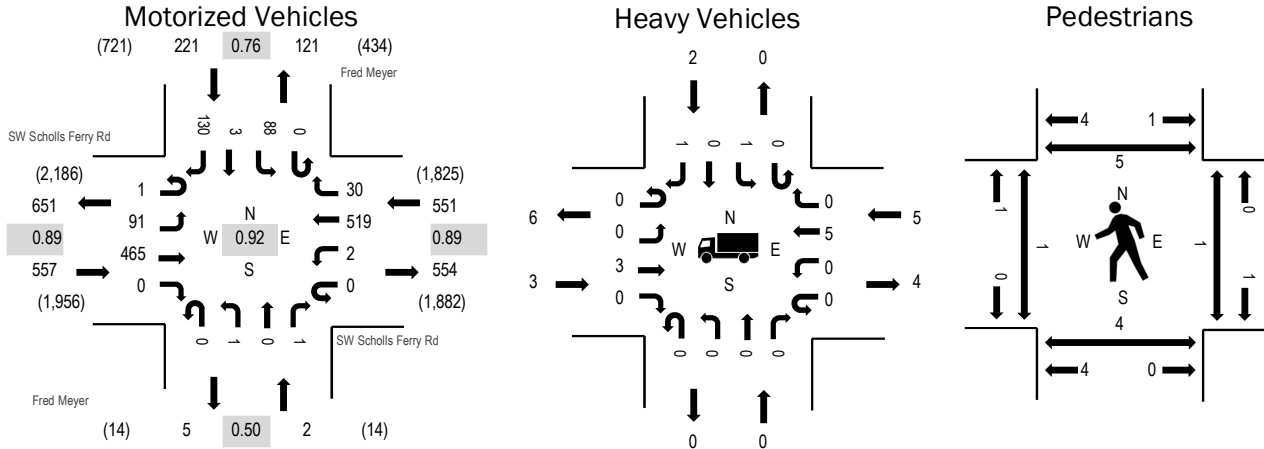 Motorized Vehicles
(721) 221 0.76 121 (434)
Fred Meyer
130 3 88 0
SW Scholls Ferry Rd
(2,186)
651
0.89
557
(1,956)
1
91
465
0
N
W 0.92 E
S
30
519
2
0
(1,825)
551
0.89
554
(1,882)
0 1 0 1
SW Scholls Ferry Rd
Fred Meyer
(14) 5 0.50 2 (14)
Heavy Vehicles
2 0
1 0 1 0
6
3
0
0
3
0
N
W E
S
0
5
0
0
5
4
0 0 0 0
0 0
Pedestrians
4 1
5
1
0
1
N
W E
S
1
0
1
4
4 0